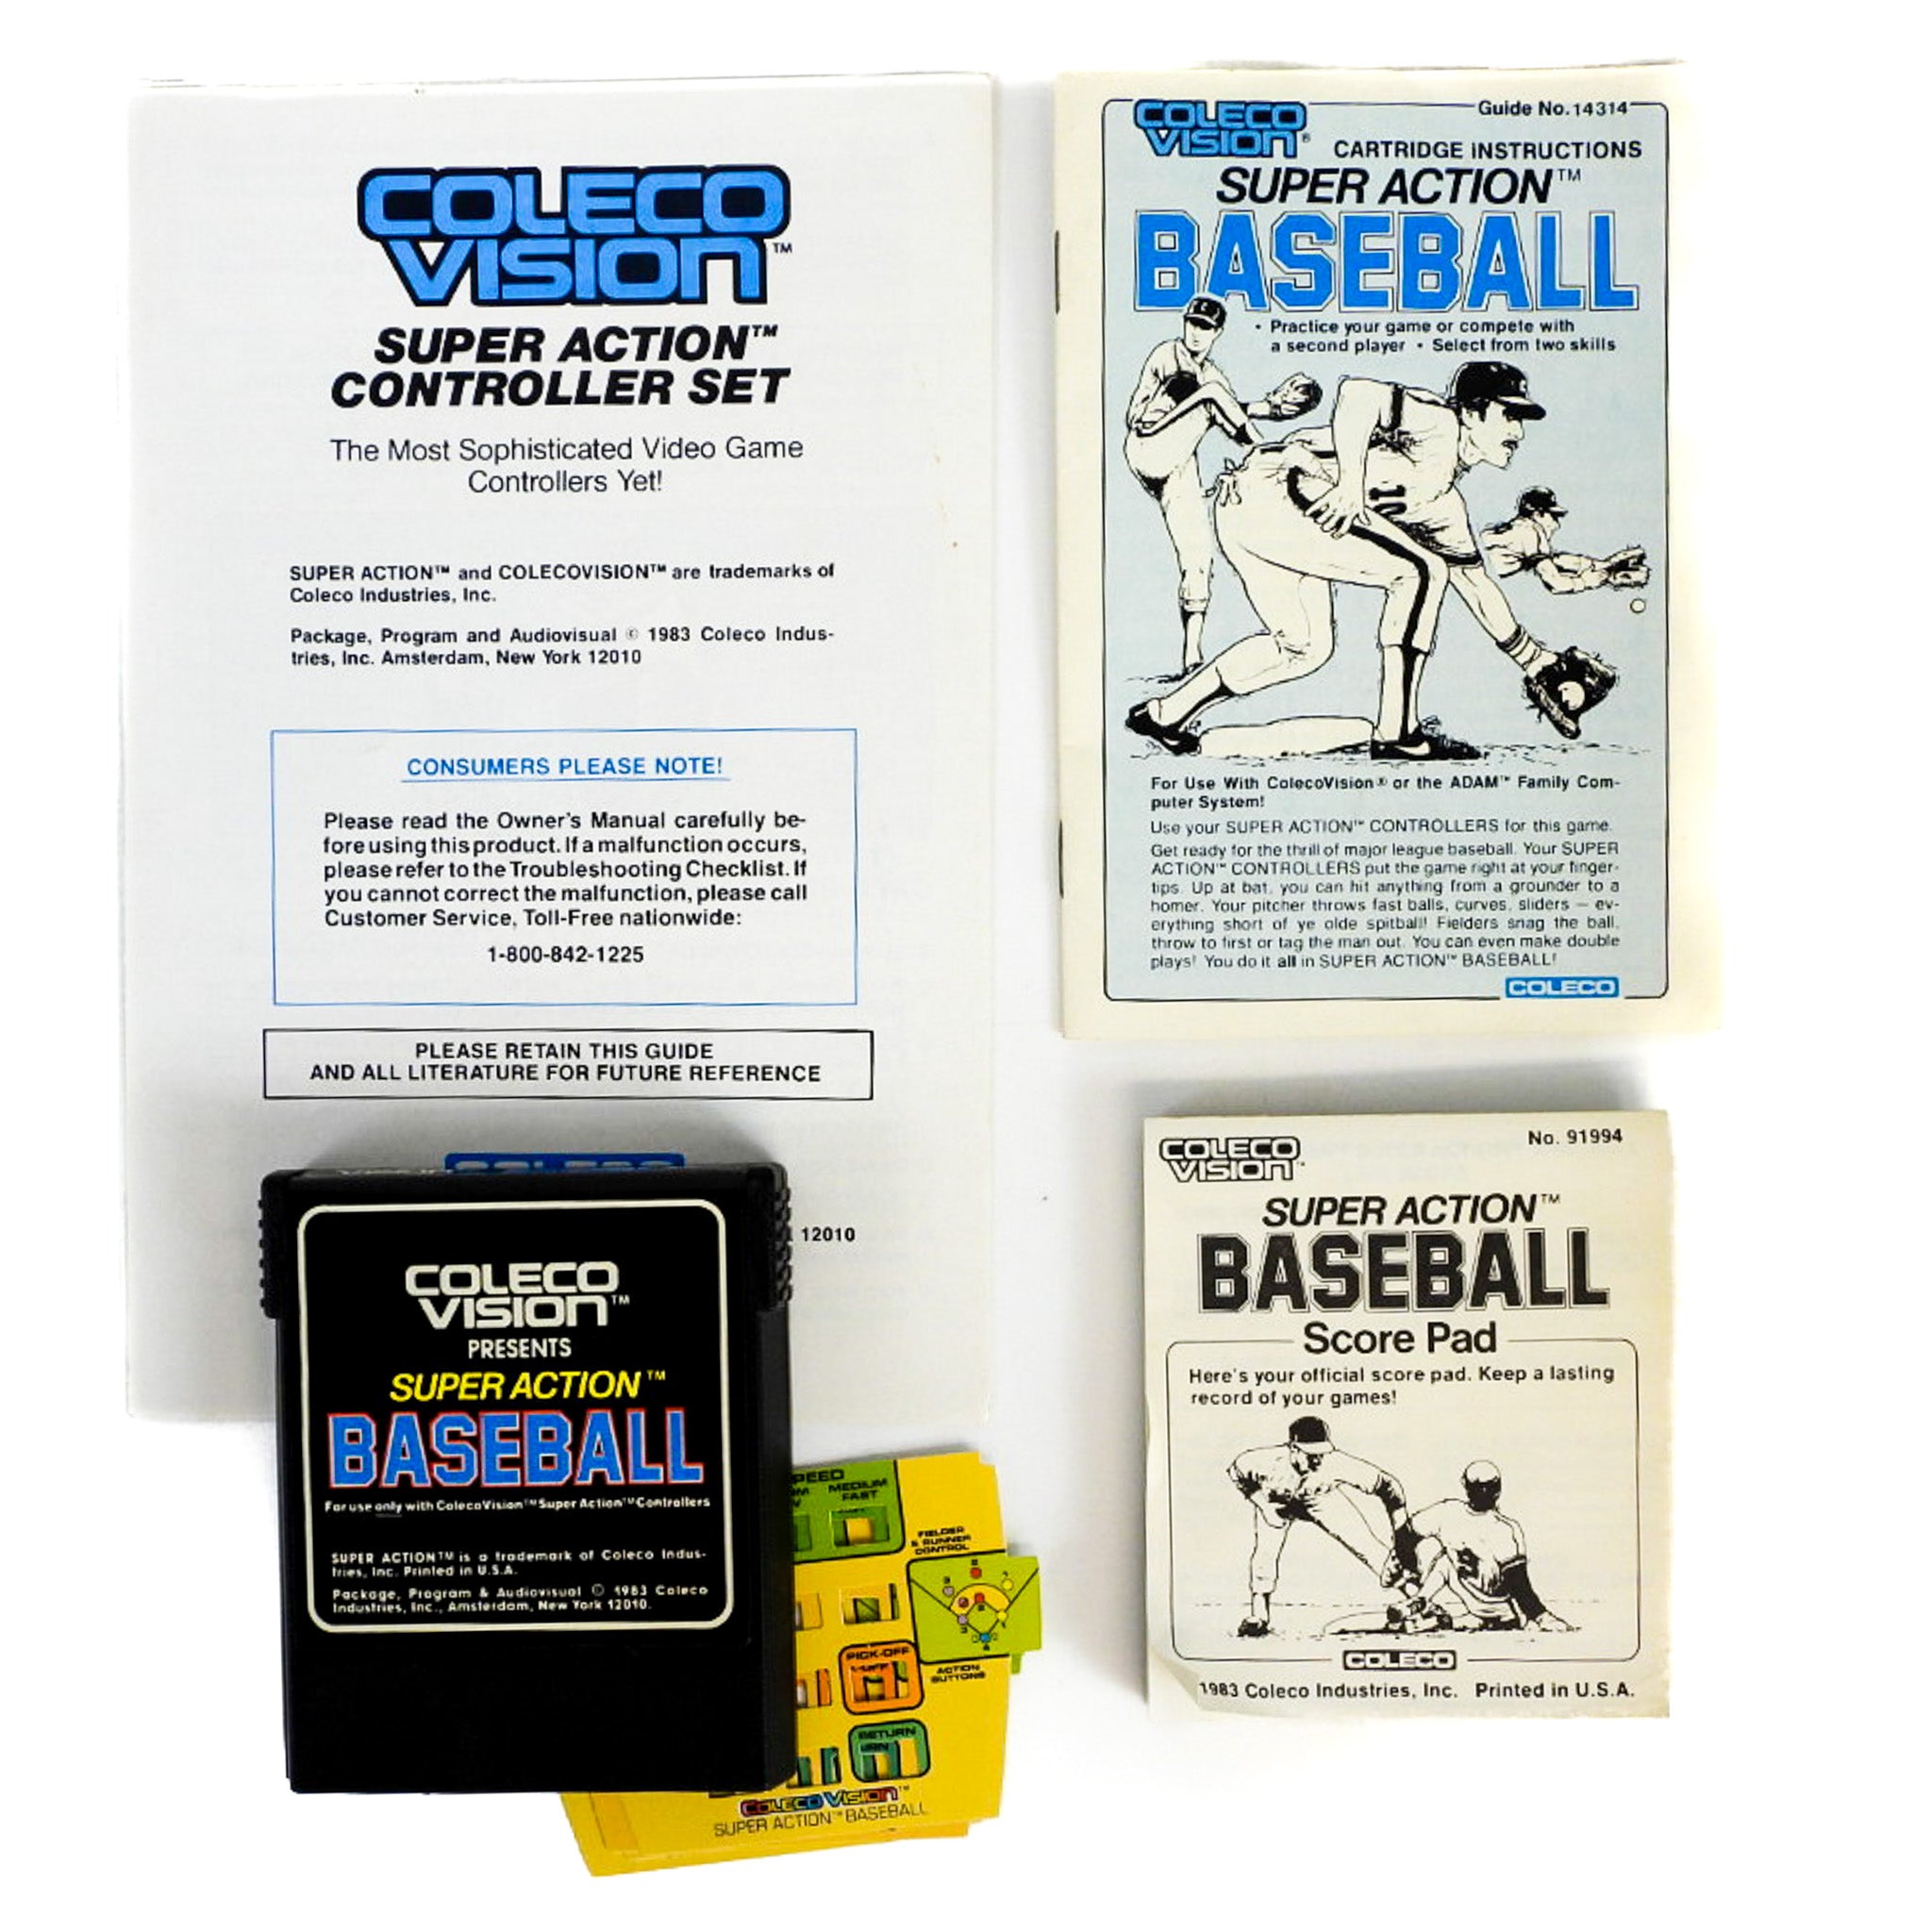 COLECO
VISION™
SUPER ACTION™
CONTROLLER SET
The Most Sophisticated Video Game
Controllers Yet!
SUPER ACTION™ and COLECOVISION™ are trademarks of
Coleco Industries, Inc.
Package, Program and Audiovisual © 1983 Coleco Indus-
tries, Inc. Amsterdam, New York 12010
CONSUMERS PLEASE NOTE!
Please read the Owner's Manual carefully be-
fore using this product. If a malfunction occurs,
please refer to the Troubleshooting Checklist. If
you cannot correct the malfunction, please call
Customer Service, Toll-Free nationwide:
1-800-842-1225
PLEASE RETAIN THIS GUIDE
AND ALL LITERATURE FOR FUTURE REFERENCE
COLECO
12010
COLECO
VISION®
Guide No. 14314
CARTRIDGE INSTRUCTIONS
SUPER ACTION™
BASEBALL
• Practice your game or compete with
a second player • Select from two skills
10
For Use With ColecoVision® or the ADAM™ Family Com-
puter System!
Use your SUPER ACTION™ CONTROLLERS for this game.
Get ready for the thrill of major league baseball. Your SUPER
ACTION™ CONTROLLERS put the game right at your finger-
tips. Up at bat, you can hit anything from a grounder to a
homer. Your pitcher throws fast balls, curves, sliders — ev-
erything short of ye olde spitball! Fielders snag the ball,
throw to first or tag the man out. You can even make double
plays! You do it all in SUPER ACTION™ BASEBALL!
COLECO
COLECO
VISION™
PRESENTS
SUPER ACTION™
BASEBALL
For use only with ColecoVision™ Super Action™ Controllers
SUPER ACTION™ is a trademark of Coleco Indus-
tries, Inc. Printed in U.S.A.
Package, Program & Audiovisual © 1983 Coleco
Industries, Inc., Amsterdam, New York 12010.
MEDIUM
FAST
FIELDER
& RUNNER
CONTROL
PICK-OFF
ACTION
BUTTONS
RETURN
COLECOVISION™
SUPER ACTION™ BASEBALL
COLECO
VISION™
No. 91994
SUPER ACTION™
BASEBALL
Score Pad
Here's your official score pad. Keep a lasting
record of your games!
COLECO
1983 Coleco Industries, Inc. Printed in U.S.A.